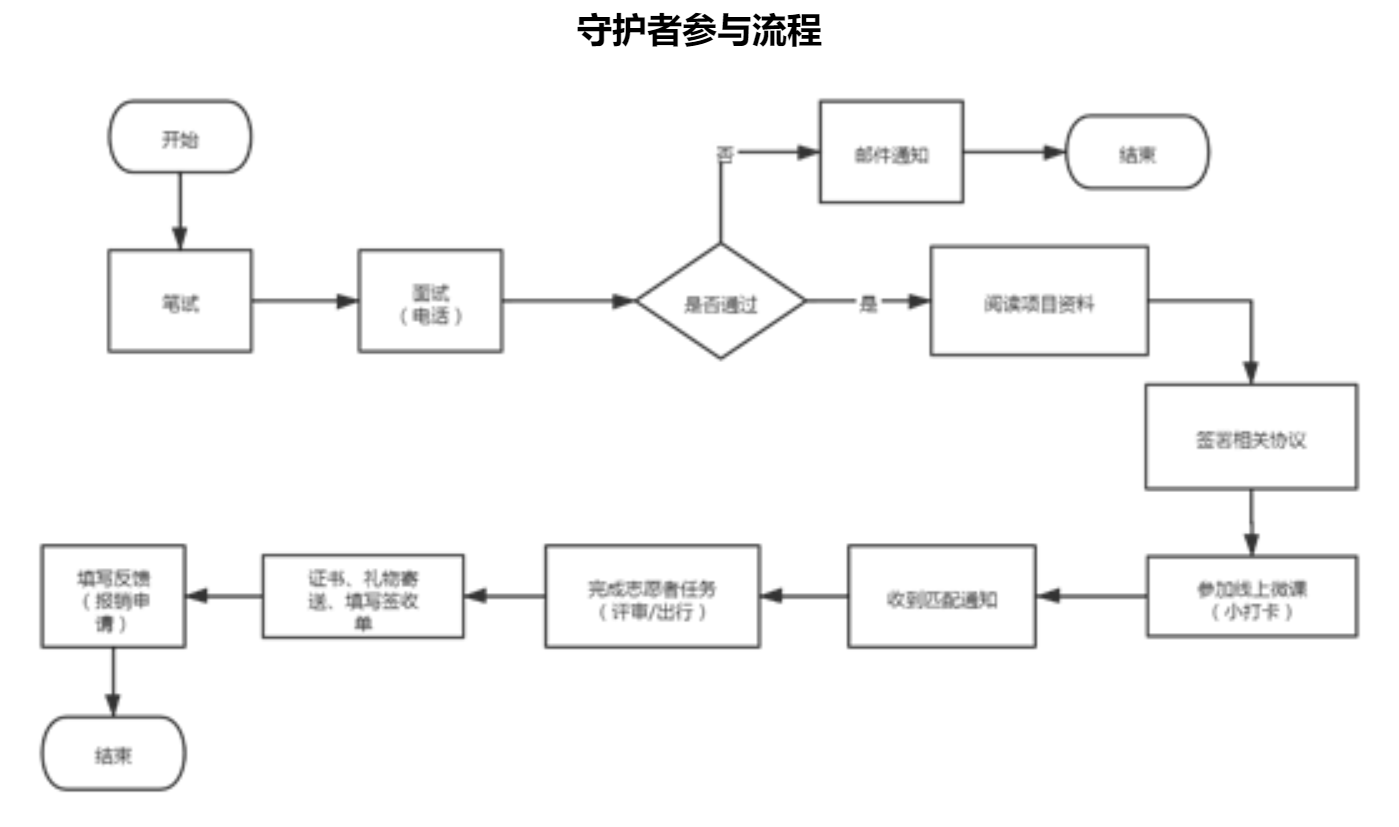 守护者参与流程
开始
否
邮件通知
结束
笔试
面试
（电话）
是否通过
是
阅读项目资料
签署相关协议
填写反馈
（报销申
请）
证书、礼物寄
送、填写签收
单
完成志愿者任务
（评审/出行）
收到匹配通知
参加线上微课
（小打卡）
结束